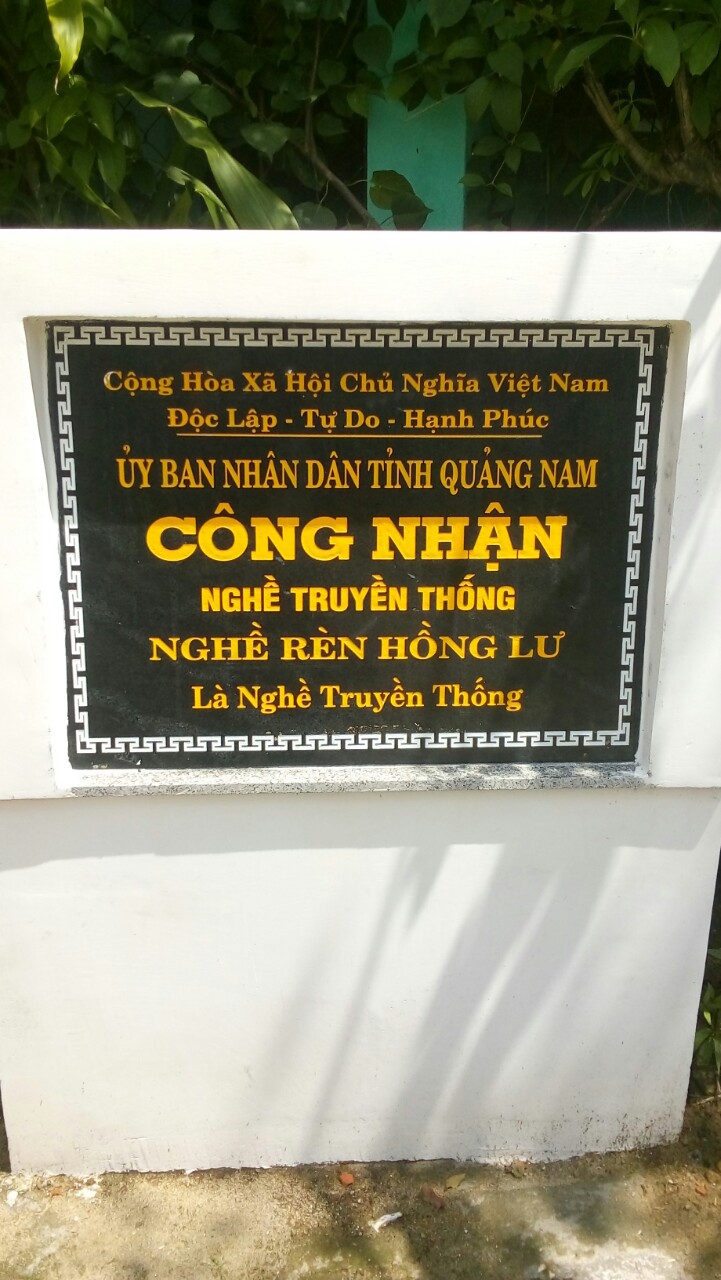 Cộng Hòa Xã Hội Chủ Nghĩa Việt Nam
Độc Lập - Tự Do - Hạnh Phúc
ỦY BAN NHÂN DÂN TỈNH QUẢNG NAM
CÔNG NHẬN
NGHỀ TRUYỀN THỐNG
NGHỀ RÈN HỒNG LƯ
Là Nghề Truyền Thống